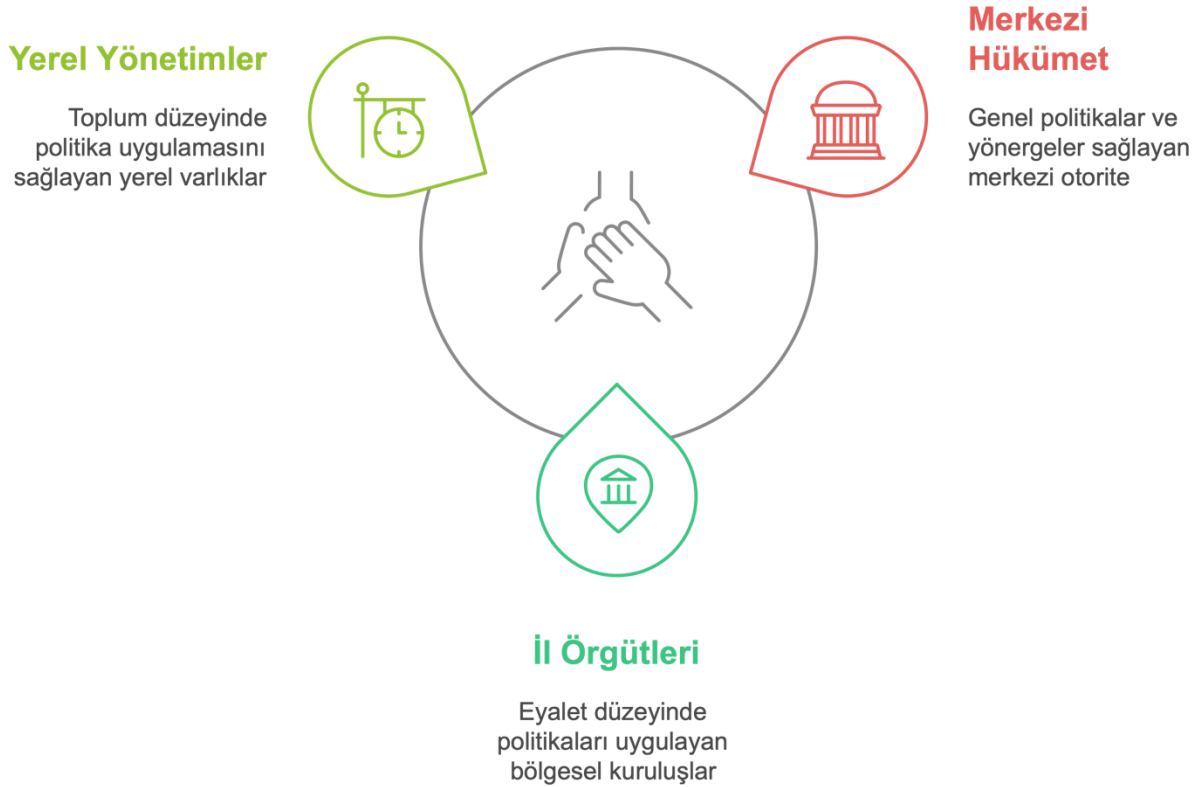 Yerel Yönetimler
Toplum düzeyinde
politika uygulamasını
sağlayan yerel varlıklar
Merkezi
Hükümet
Genel politikalar ve
yönergeler sağlayan
merkezi otorite
İl Örgütleri
Eyalet düzeyinde
politikaları uygulayan
bölgesel kuruluşlar